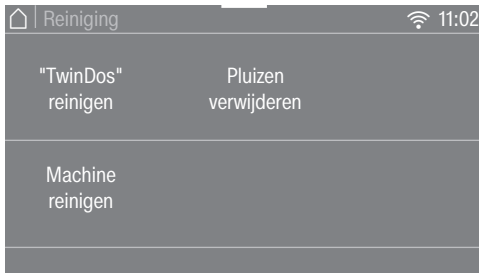 Reiniging 11:02
"TwinDos" Pluizen
reinigen verwijderen
Machine
reinigen